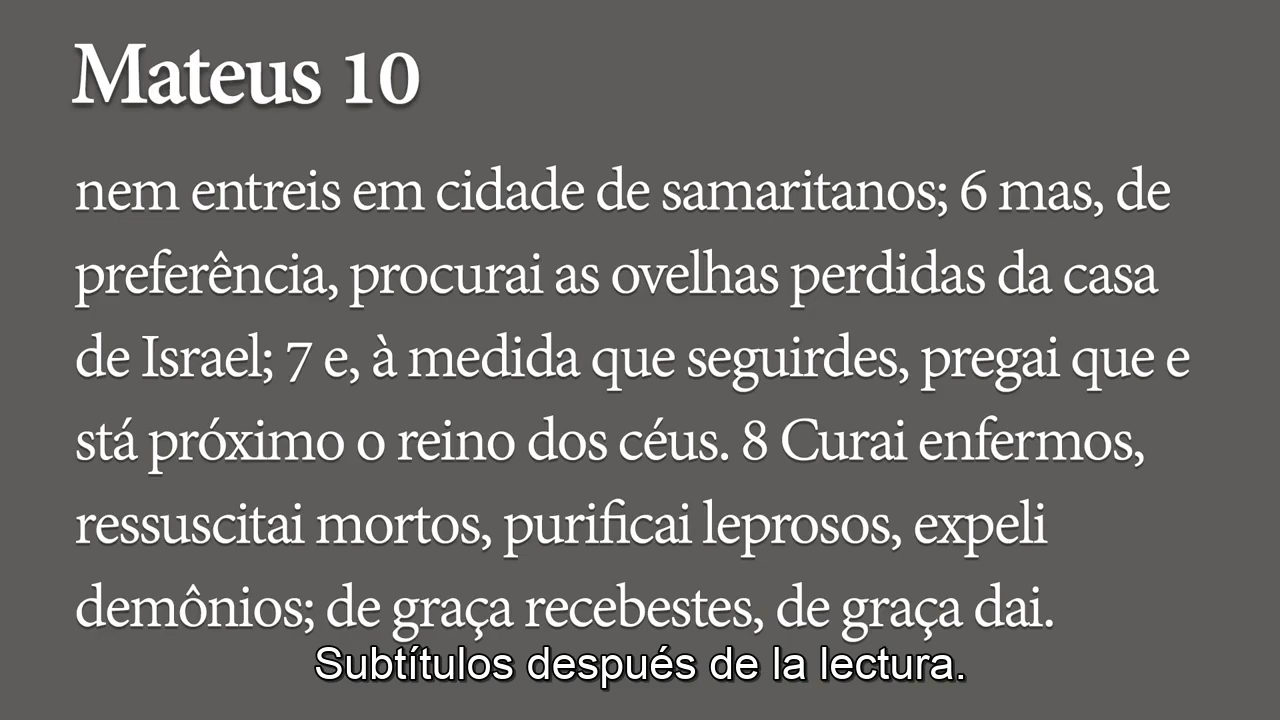 Mateus 10
nem entreis em cidade de samaritanos; 6 mas, de
preferência, procurai as ovelhas perdidas da casa
de Israel; 7 e, à medida que seguirdes, pregai que e
stá próximo o reino dos céus. 8 Curai enfermos,
ressuscitai mortos, purificai leprosos, expeli
demônios; de graça recebestes, de graça dai.
Subtítulos después de la lectura.